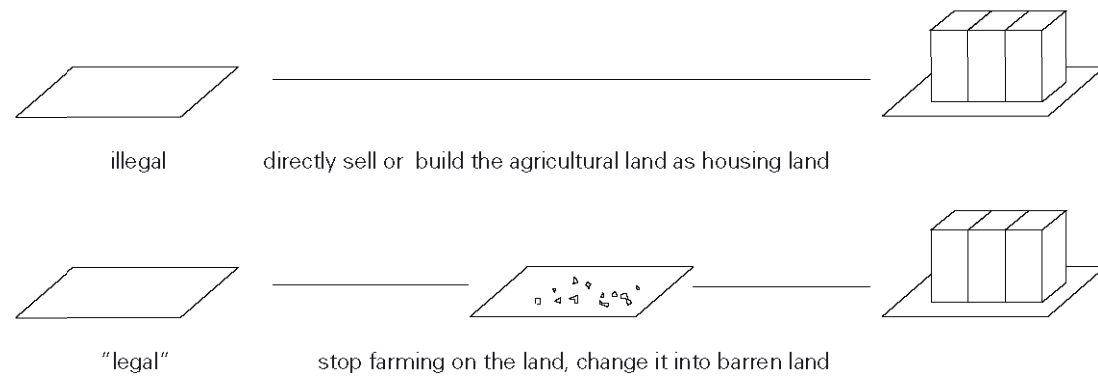 illegal directly sell or build the agricultural land as housing land
"legal" stop farming on the land, change it into barren land